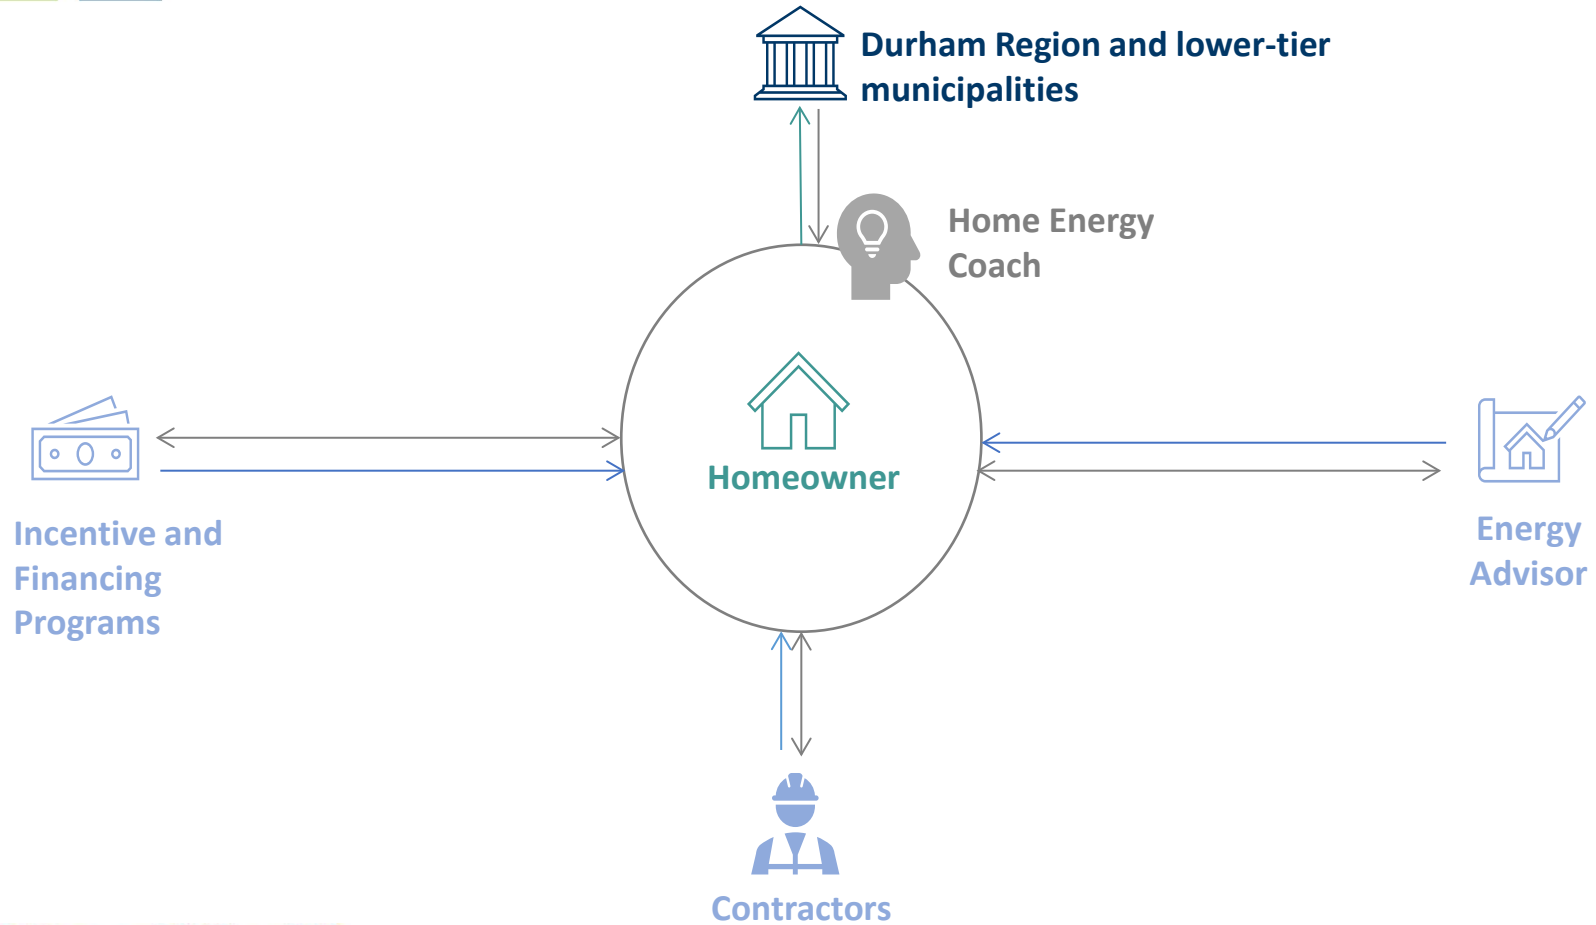 Durham Region and lower-tier
municipalities
Home Energy
Coach
Homeowner
Incentive and
Financing
Programs
Energy
Advisor
Contractors